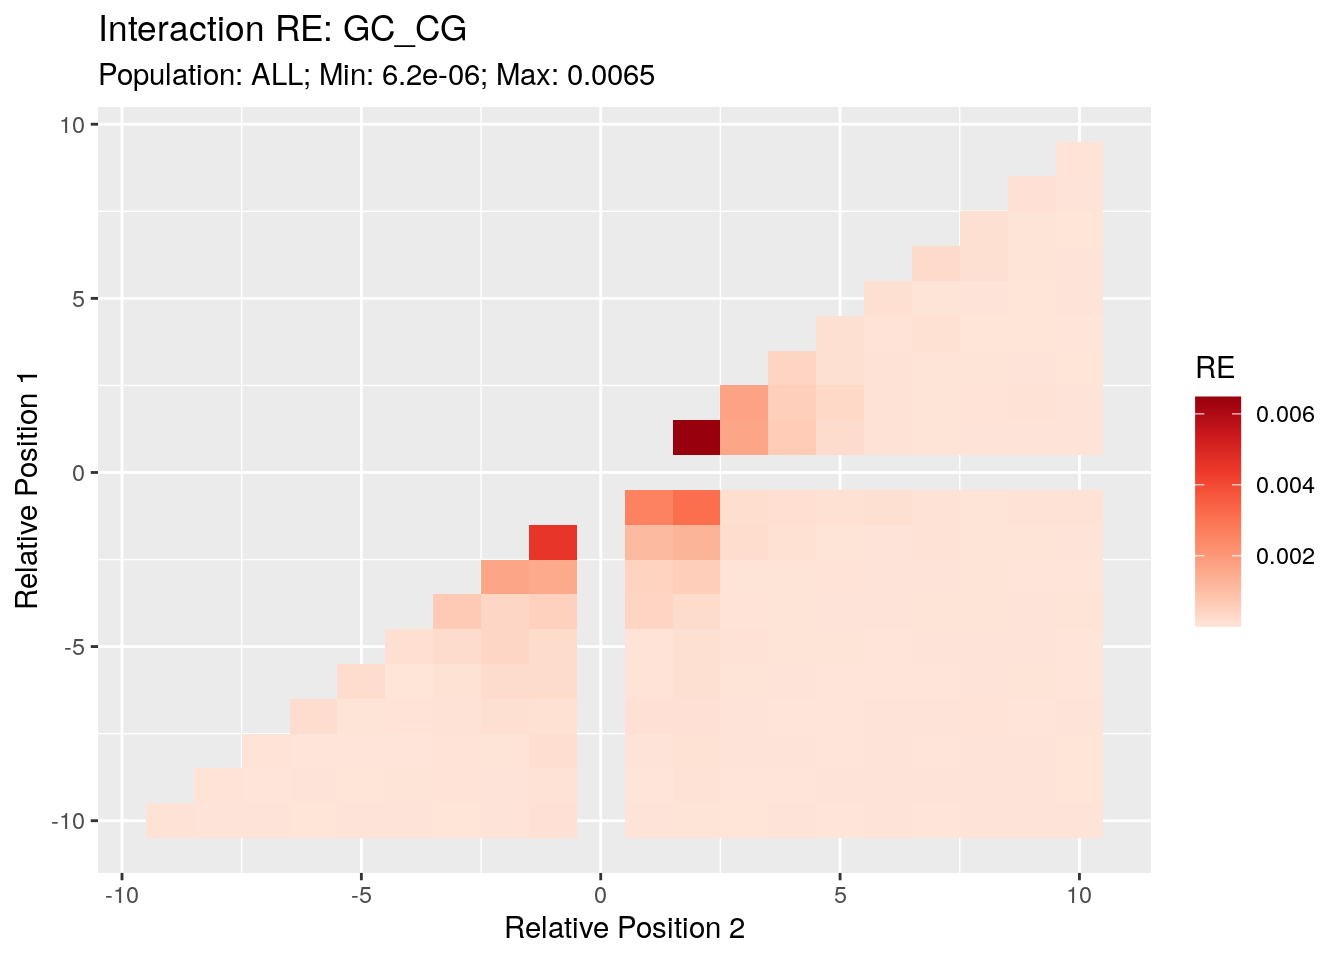 Interaction RE: GC_CG
Population: ALL; Min: 6.2e-06; Max: 0.0065
10
5
0
-5
-10
Relative Position 1
-10
-5
0
5
10
Relative Position 2
RE
0.006
0.004
0.002